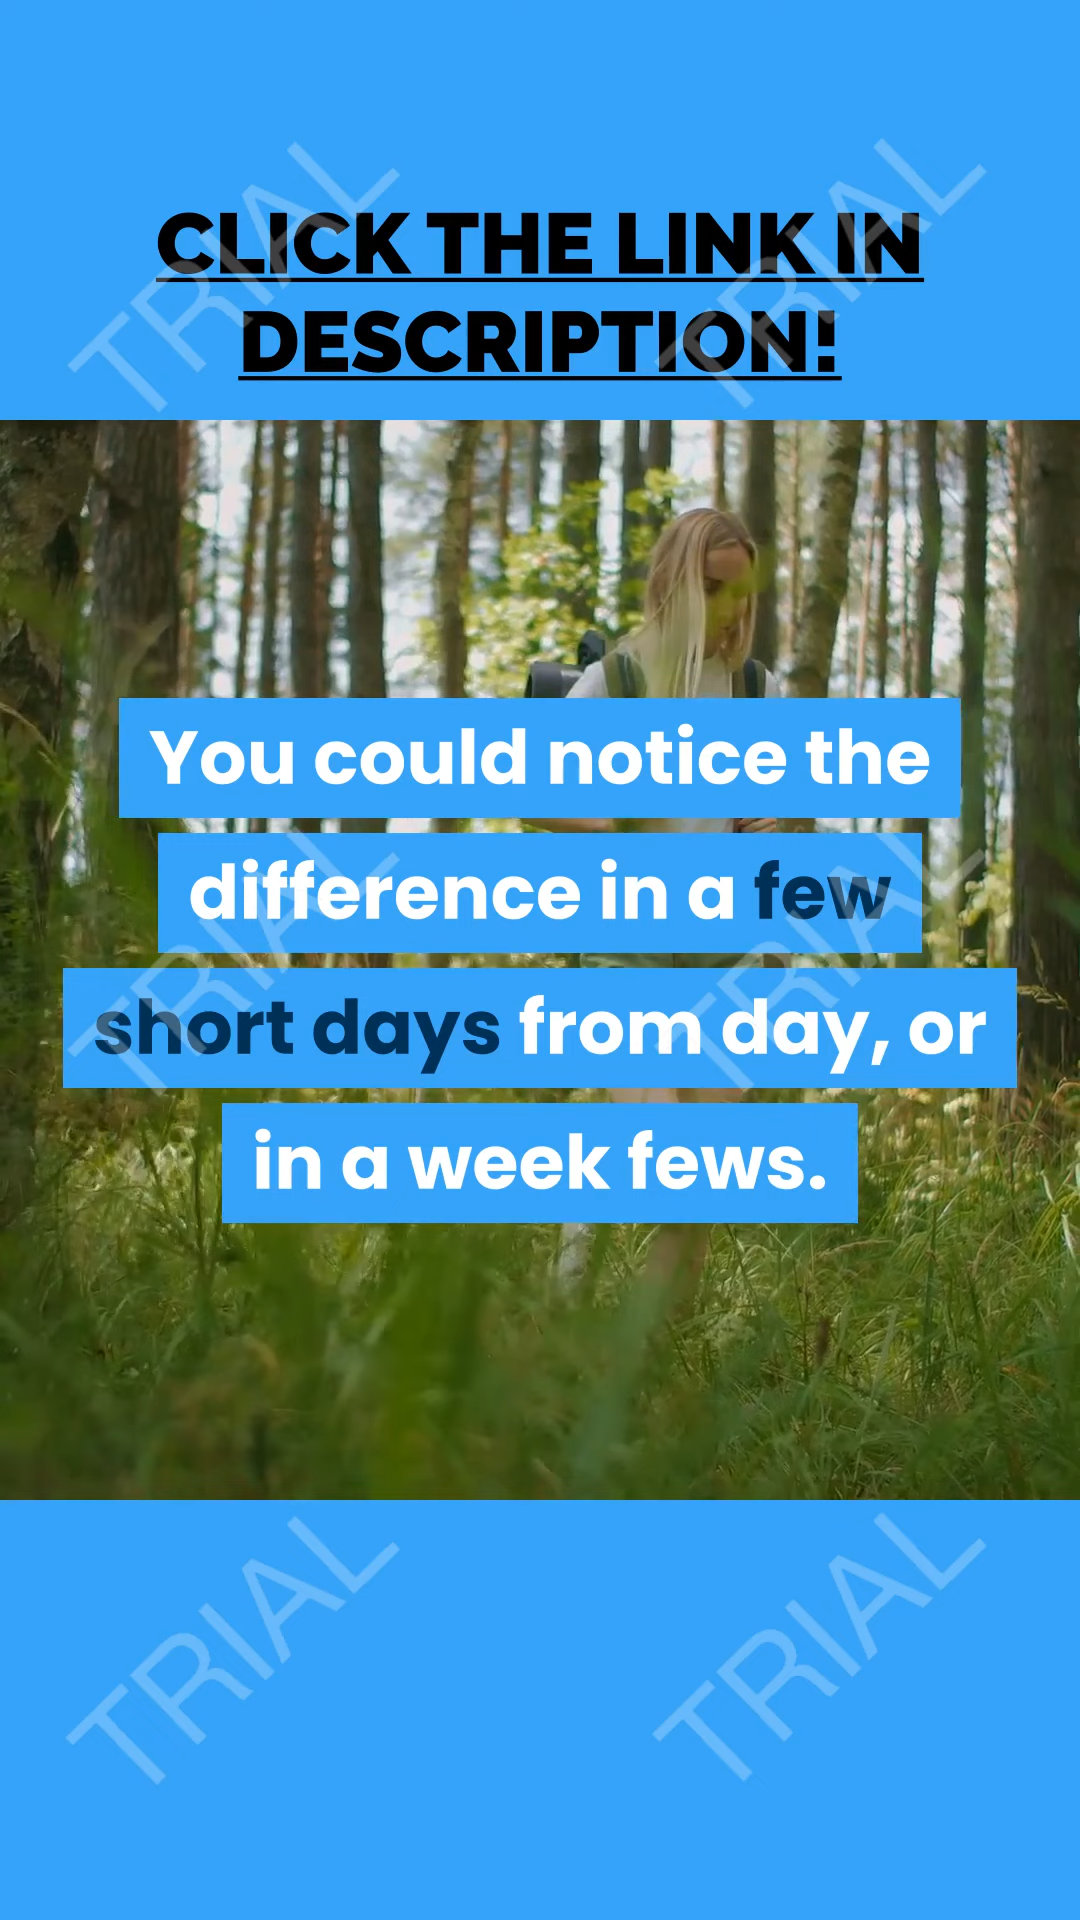 CLICK THE LINK IN
DESCRIPTION!
TRIAL TRIAL
You could notice the
difference in a few
short days from day, or
in a week fews.
TRIAL TRIAL
TRIAL TRIAL